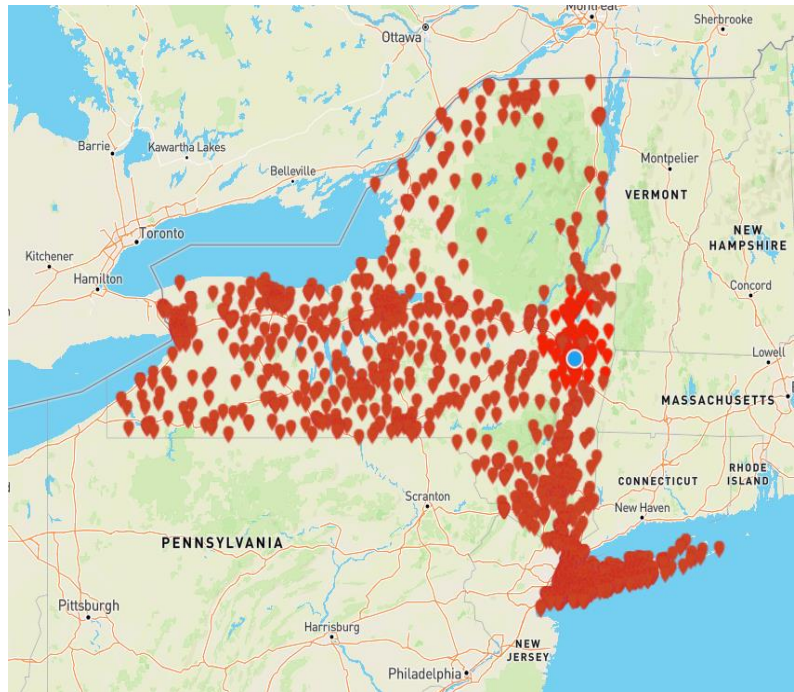 Montreal
Sherbrooke
Ottawa
Barrie
Kawartha Lakes
Belleville
Montpelier
VERMONT
NEW
HAMPSHIRE
Toronto
Kitchener
Hamilton
Concord
Lowell
MASSACHUSETTS
RHODE
ISLAND
CONNECTICUT
Scranton
New Haven
PENNSYLVANIA
Pittsburgh
Harrisburg
NEW
JERSEY
Philadelphia